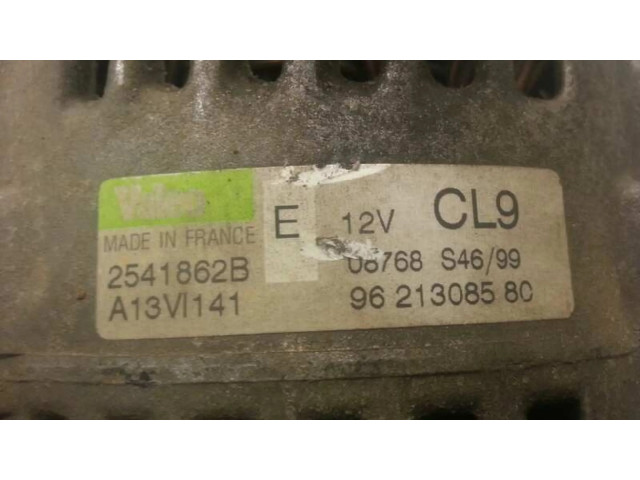 Valeo
MADE IN FRANCE
2541862B
A13VI141
E
12V CL9
08768 S46/99
96 213085 80